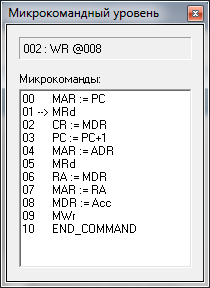 Микрокомандный уровень
002 : WR @008
Микрокоманды:
00 MAR := PC
01 --> MRd
02 CR := MDR
03 PC := PC+1
04 MAR := ADR
05 MRd
06 RA := MDR
07 MAR := RA
08 MDR := Acc
09 MWr
10 END_COMMAND